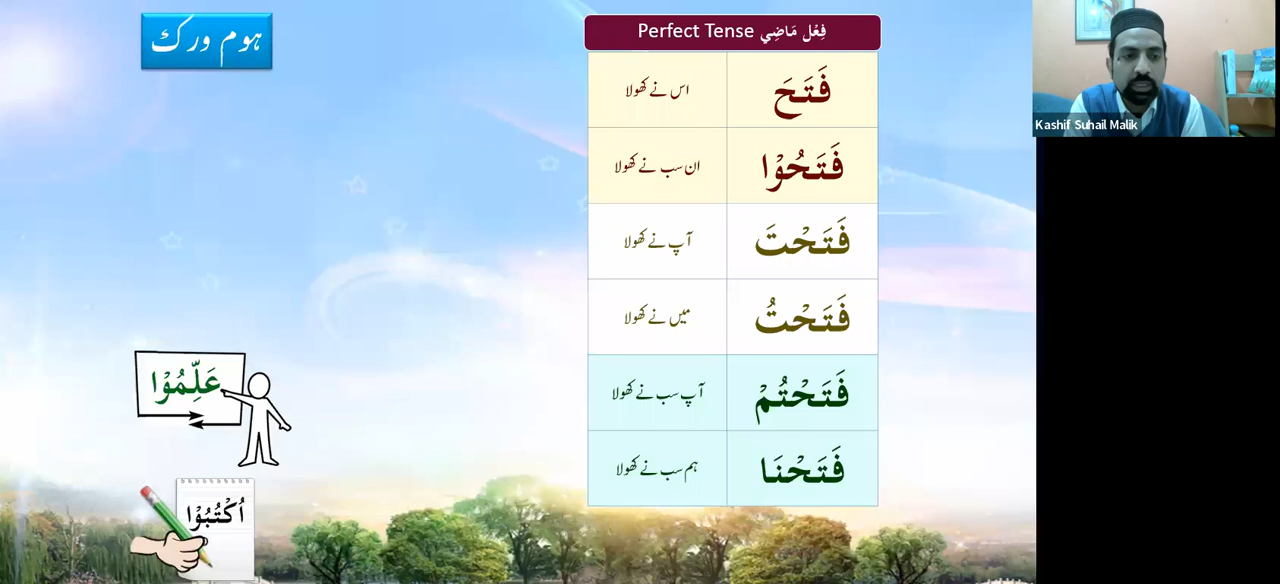 ہوم ورک
فِعْل مَاضِي Perfect Tense
فَتَحَ اس نے کھولا
فَتَحُوْا ان سب نے کھولا
فَتَحْتَ آپ نے کھولا
فَتَحْتُ میں نے کھولا
فَتَحْتُمْ آپ سب نے کھولا
فَتَحْنَا ہم سب نے کھولا
عَلِّمُوْا
اُكْتُبُوْا
Kashif Suhail Malik